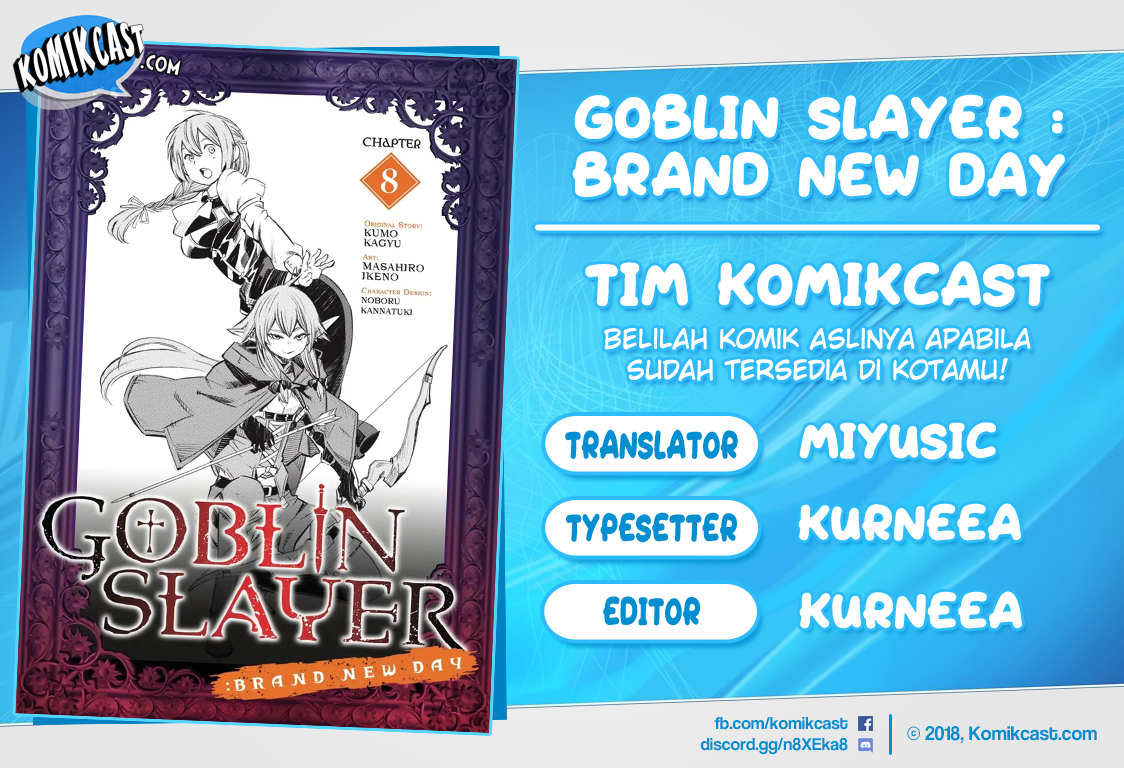 KOMIKCAST
.COM
CHAPTER
8
ORIGINAL STORY:
KUMO
KAGYU
ART:
MASAHIRO
IKENO
CHARACTER DESIGN:
NOBORU
KANNATUKI
GOBLIN
SLAYER
:BRAND NEW DAY
GOBLIN SLAYER :
BRAND NEW DAY
TIM KOMIKCAST
BELILAH KOMIK ASLINYA APABILA
SUDAH TERSEDIA DI KOTAMU!
TRANSLATOR MIYUSIC
TYPESETTER KURNEEA
EDITOR KURNEEA
fb.com/komikcast
discord.gg/n8XEka8
© 2018, Komikcast.com